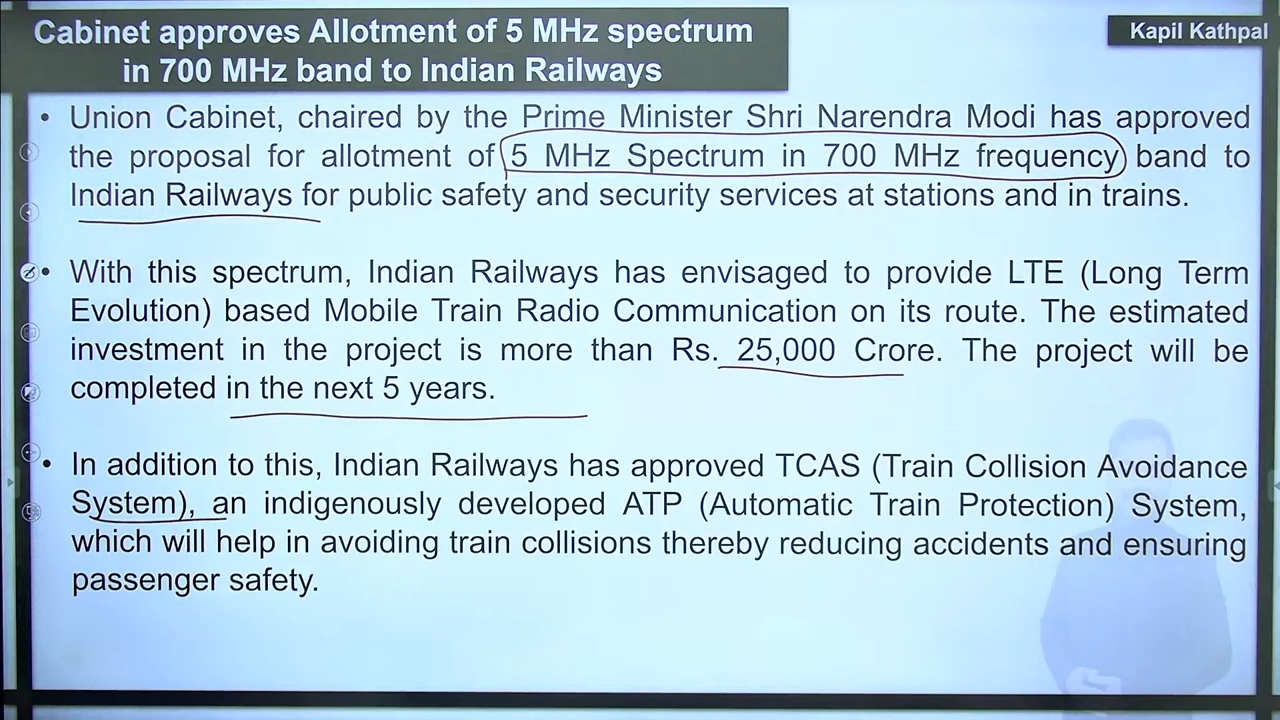 Cabinet approves Allotment of 5 MHz spectrum
in 700 MHz band to Indian Railways
Kapil Kathpal
• Union Cabinet, chaired by the Prime Minister Shri Narendra Modi has approved
the proposal for allotment of 5 MHz Spectrum in 700 MHz frequency band to
Indian Railways for public safety and security services at stations and in trains.
• With this spectrum, Indian Railways has envisaged to provide LTE (Long Term
Evolution) based Mobile Train Radio Communication on its route. The estimated
investment in the project is more than Rs. 25,000 Crore. The project will be
completed in the next 5 years.
• In addition to this, Indian Railways has approved TCAS (Train Collision Avoidance
System), an indigenously developed ATP (Automatic Train Protection) System,
which will help in avoiding train collisions thereby reducing accidents and ensuring
passenger safety.